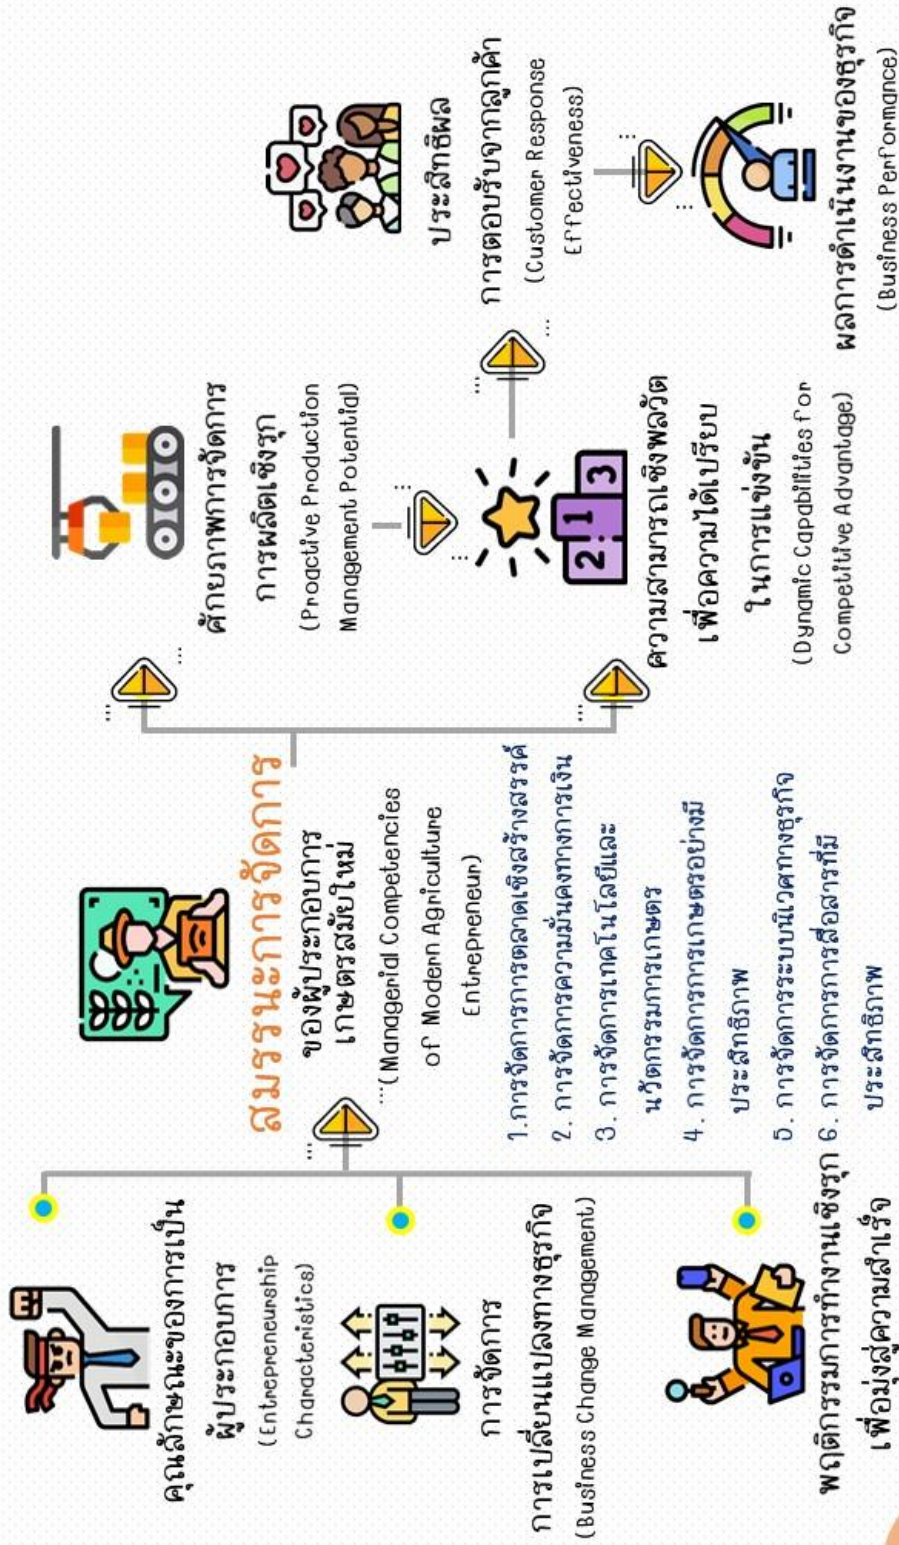 คุณลักษณะของการเป็น
ผู้ประกอบการ
(Entrepreneurship
Characteristics)
การจัดการ
การเปลี่ยนแปลงทางธุรกิจ
(Business Change Management)
พฤติกรรมการทำงานเชิงรุก
เพื่อมุ่งสู่ความสำเร็จ
สมรรถนะการจัดการ
ของผู้ประกอบการ
เกษตรสมัยใหม่
(Managerial Competencies
of Modern Agriculture
Entrepreneur)
1.การจัดการการตลาดเชิงสร้างสรรค์
2. การจัดการความมั่นคงทางการเงิน
3. การจัดการเทคโนโลยีและ
นวัตกรรมการเกษตร
4. การจัดการการเกษตรอย่างมี
ประสิทธิภาพ
5. การจัดการระบบนิเวศทางธุรกิจ
6. การจัดการการสื่อสารที่มี
ประสิทธิภาพ
ศักยภาพการจัดการ
การผลิตเชิงรุก
(Proactive Production
Management Potential)
2 1 3
ความสามารถเชิงพลวัต
เพื่อความได้เปรียบ
ในการแข่งขัน
(Dynamic Capabilities for
Competitive Advantage)
ประสิทธิผล
การตอบรับจากลูกค้า
(Customer Response
Effectiveness)
ผลการดำเนินงานของธุรกิจ
(Business Performance)